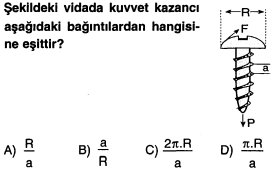 Şekildeki vidada kuvvet kazancı
aşağıdaki bağıntılardan hangisi-
ne eşittir?
R
F
a
P
A) R/a B) a/R C) 2π.R/a D) π.R/a